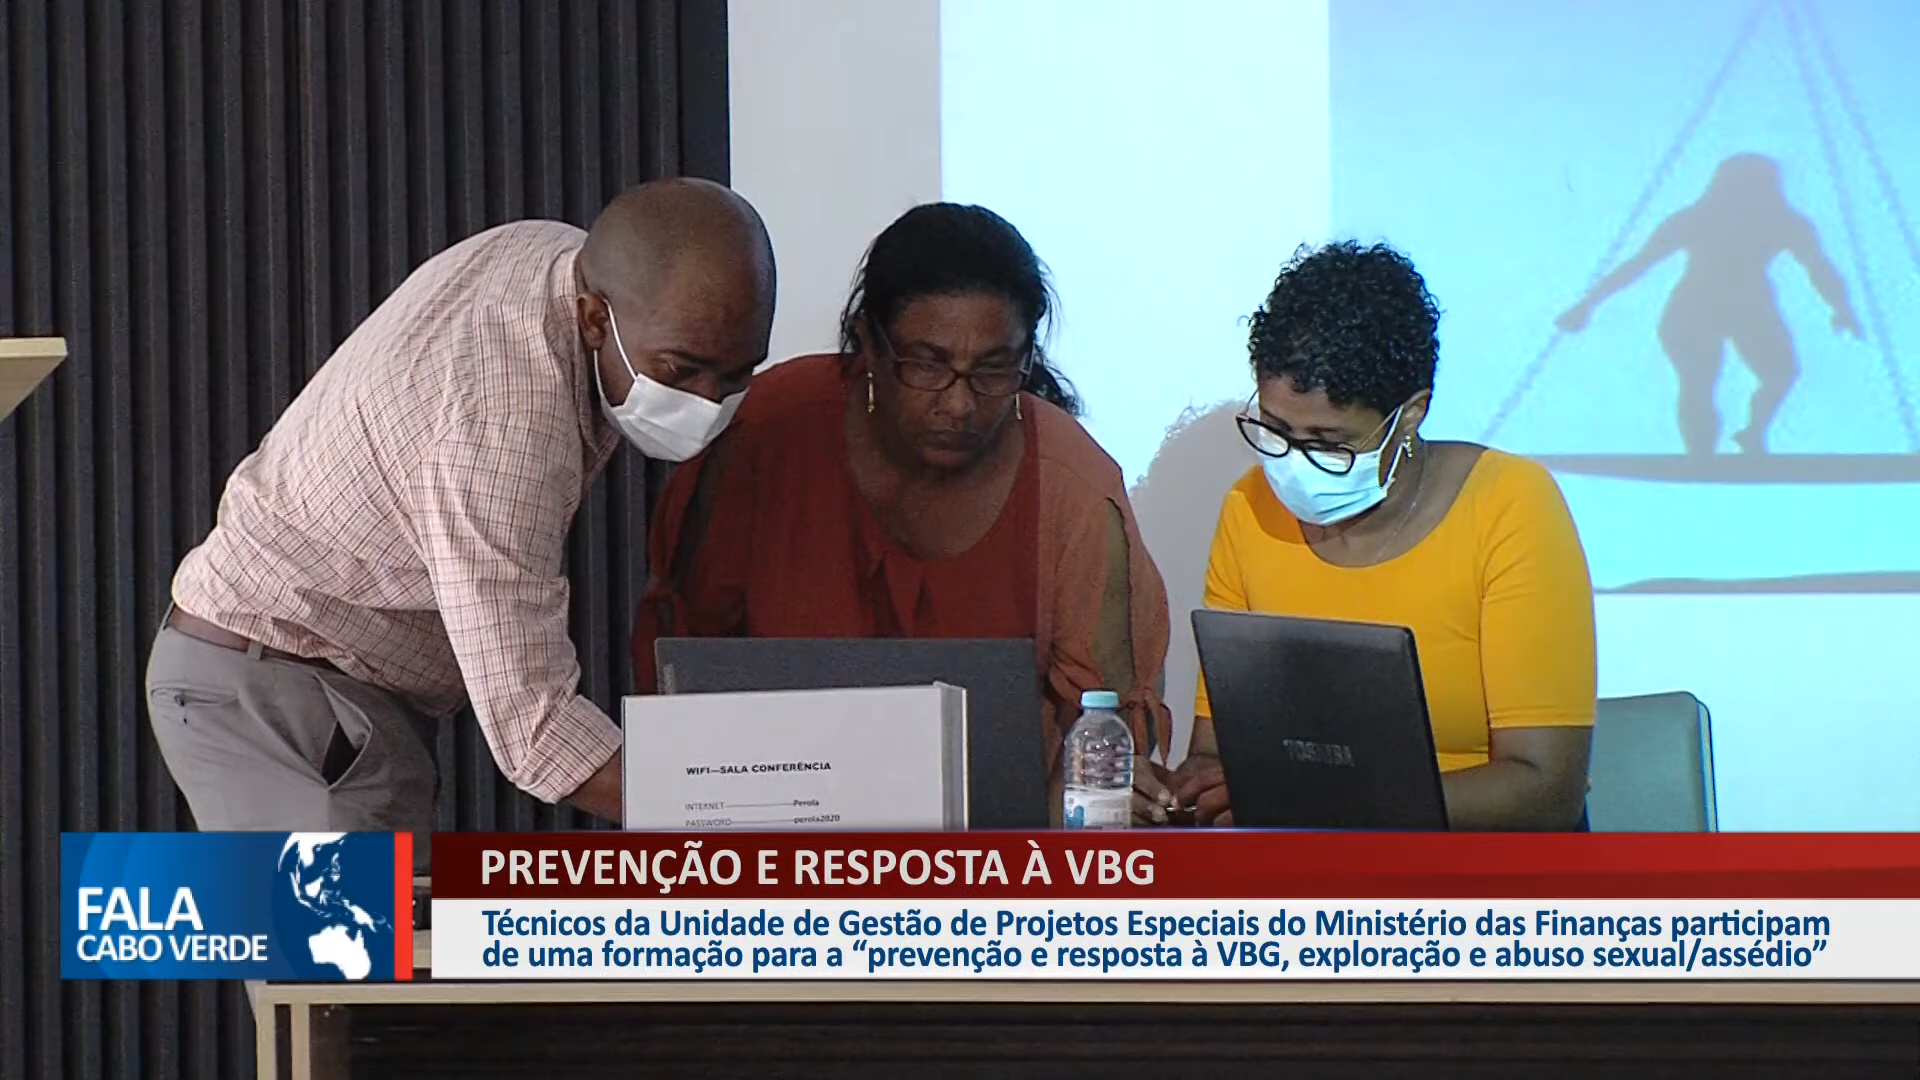 TOSHIBA
WIFI—SALA CONFERÊNCIA
INTERNET Perola
PASSWORD perola2020
PREVENÇÃO E RESPOSTA À VBG
FALA
CABO VERDE
Técnicos da Unidade de Gestão de Projetos Especiais do Ministério das Finanças participam
de uma formação para a “prevenção e resposta à VBG, exploração e abuso sexual/assédio”